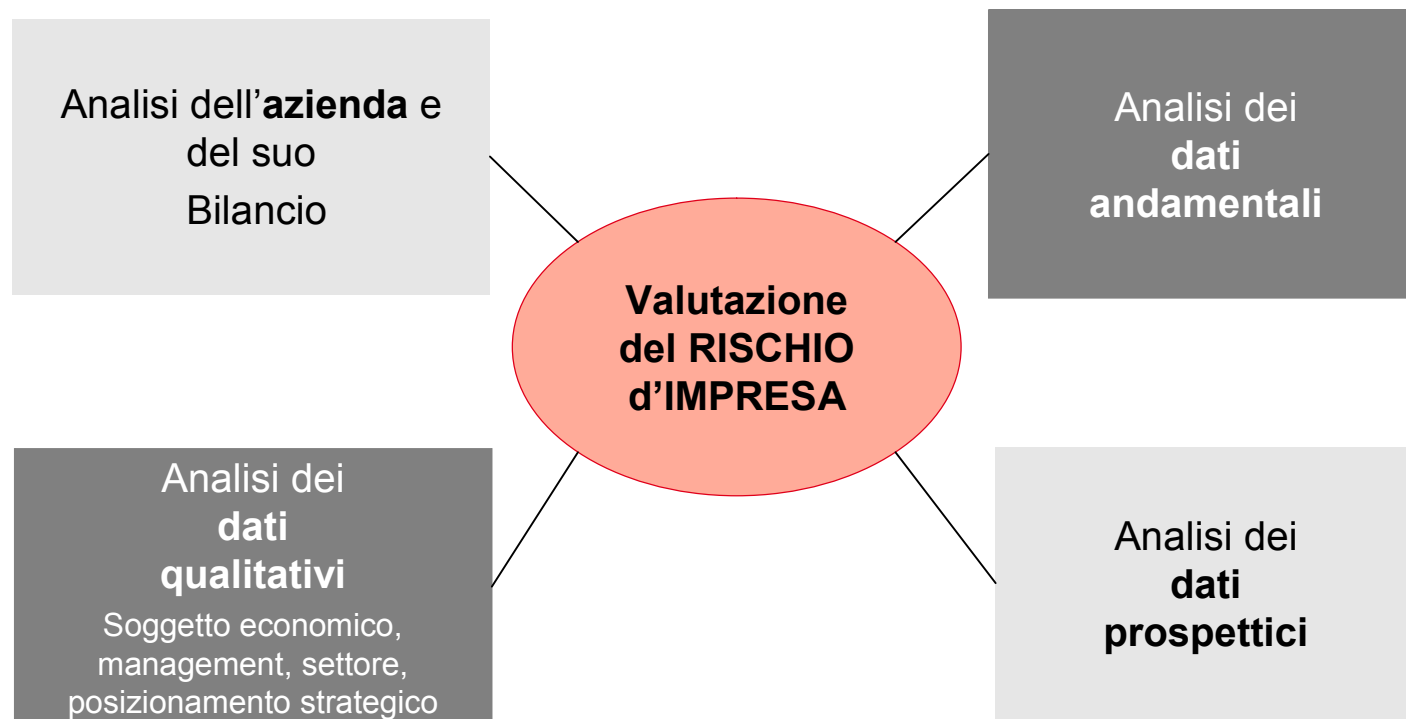 Analisi dell’azienda e
del suo
Bilancio
Analisi dei
dati
andamentali
Valutazione
del RISCHIO
d’IMPRESA
Analisi dei
dati
qualitativi
Soggetto economico,
management, settore,
posizionamento strategico
Analisi dei
dati
prospettici